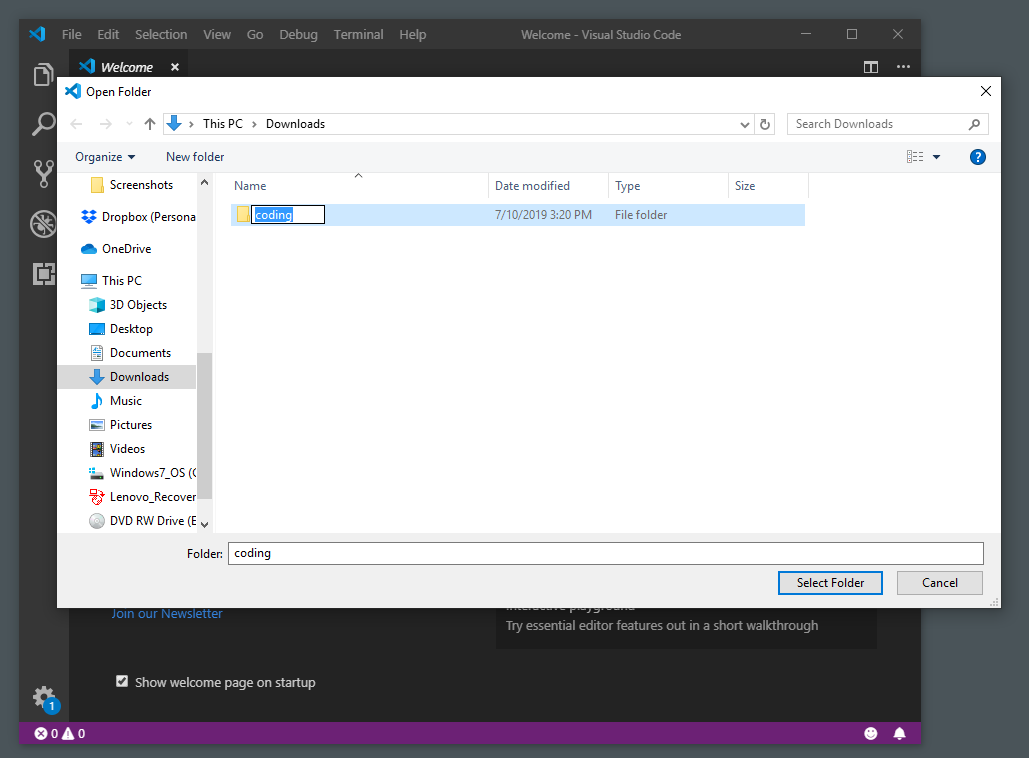 File Edit Selection View Go Debug Terminal Help Welcome - Visual Studio Code
Welcome
Open Folder
This PC Downloads Search Downloads
Organize New folder
Name Date modified Type Size
coding 7/10/2019 3:20 PM File folder
Screenshots
Dropbox (Persona
OneDrive
This PC
3D Objects
Desktop
Documents
Downloads
Music
Pictures
Videos
Windows7_OS (C
Lenovo_Recover
DVD RW Drive (E
Folder: coding
Select Folder Cancel
Interactive playground
Join our Newsletter
Try essential editor features out in a short walkthrough
Show welcome page on startup
1
0 0